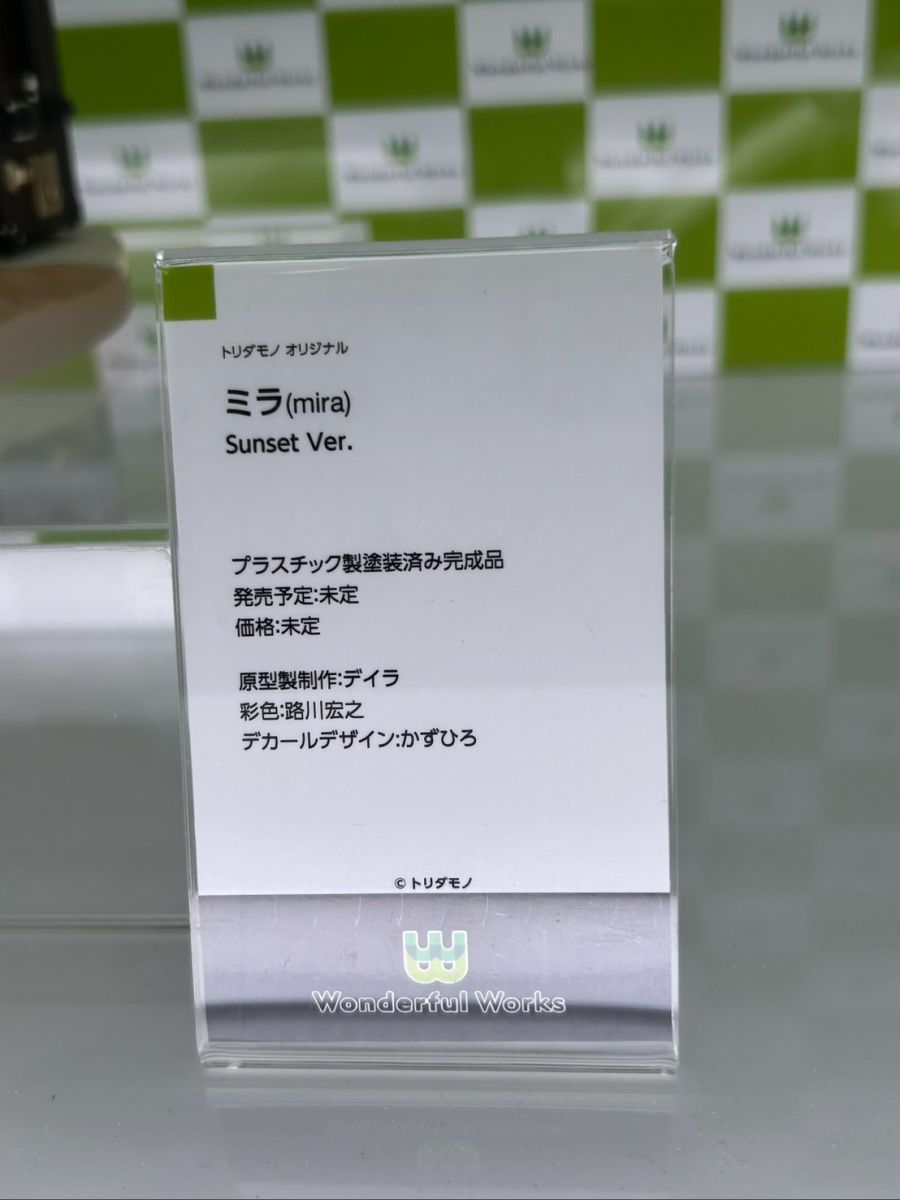 トリダモノ オリジナル
ミラ(mira)
Sunset Ver.
プラスチック製塗装済み完成品
発売予定:未定
価格:未定
原型製制作:デイラ
彩色:路川宏之
デカールデザイン:かずひろ
© トリダモノ
Wonderful Works